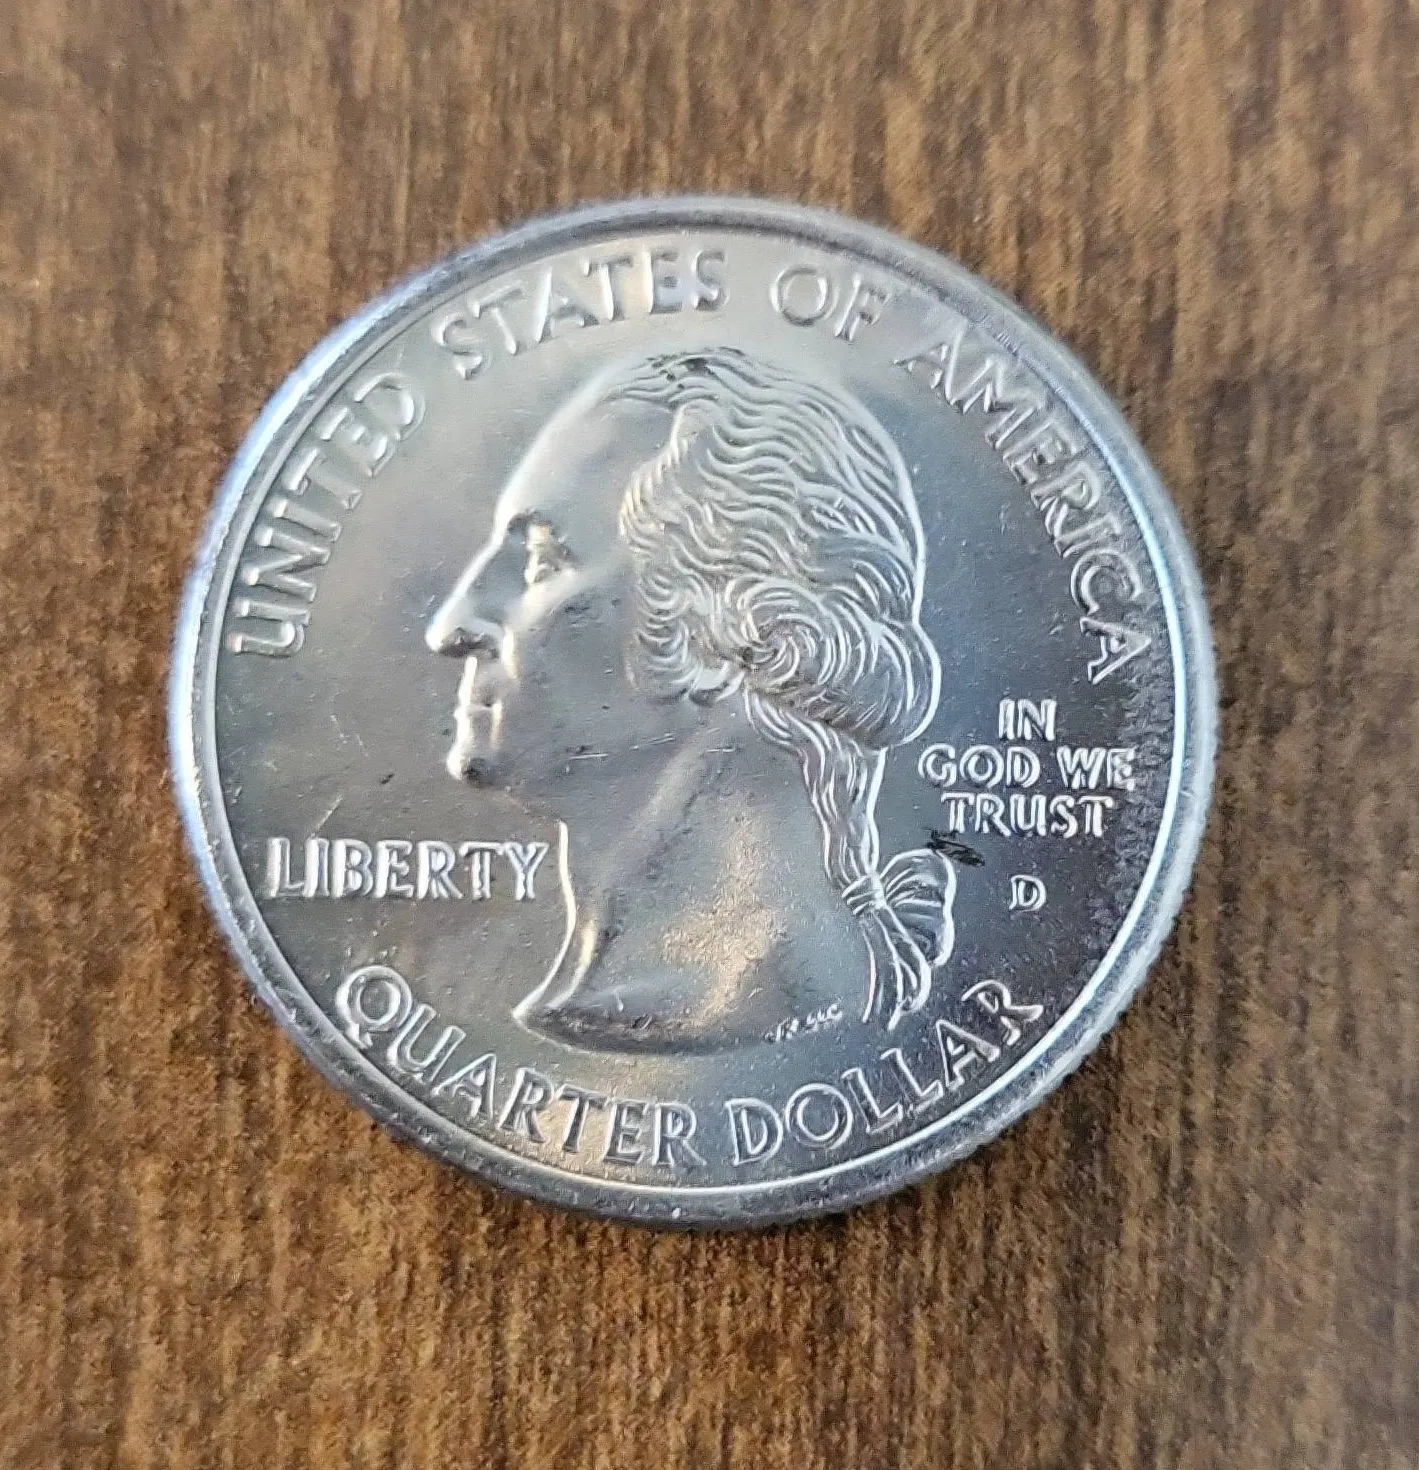 UNITED STATES OF AMERICA
LIBERTY
IN
GOD WE
TRUST
D
QUARTER DOLLAR